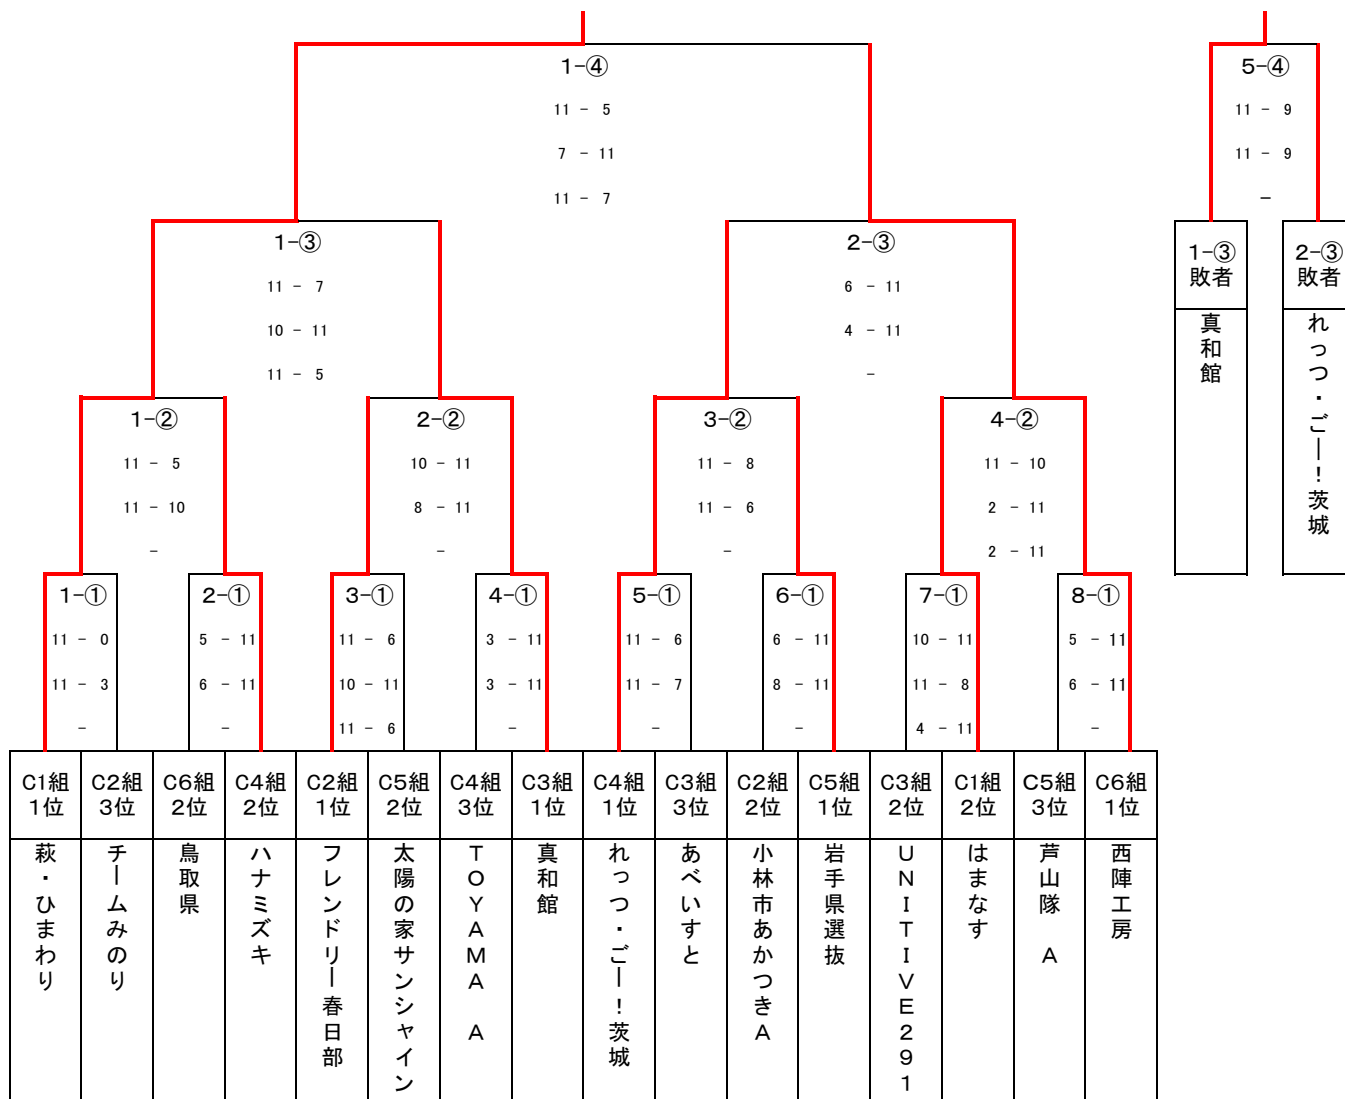 1-④
5-④
11 - 5
11 - 9
7 - 11
11 - 9
11 - 7
-
1-③
2-③
1-③
敗者
2-③
敗者
11 - 7
6 - 11
10 - 11
4 - 11
11 - 5
-
真和館
れっつ・ごー！茨城
1-②
2-②
3-②
4-②
11 - 5
10 - 11
11 - 8
11 - 10
11 - 10
8 - 11
11 - 6
2 - 11
-
-
-
2 - 11
1-①
2-①
3-①
4-①
5-①
6-①
7-①
8-①
11 - 0
5 - 11
11 - 6
3 - 11
11 - 6
6 - 11
10 - 11
5 - 11
11 - 3
6 - 11
10 - 11
3 - 11
11 - 7
8 - 11
11 - 8
6 - 11
-
-
11 - 6
-
-
-
4 - 11
-
C1組
1位
C2組
3位
C6組
2位
C4組
2位
C2組
1位
C5組
2位
C4組
3位
C3組
1位
C4組
1位
C3組
3位
C2組
2位
C5組
1位
C3組
2位
C1組
2位
C5組
3位
C6組
1位
萩・ひまわり
チームみのり
鳥取県
ハナミズキ
フレンドリー春日部
太陽の家サンシャイン
ＴＯＹＡＭＡ　Ａ
真和館
れっつ・ごー！茨城
あべいすと
小林市あかつきＡ
岩手県選抜
ＵＮＩＴＩＶＥ２９１
はまなす
芦山隊　Ａ
西陣工房